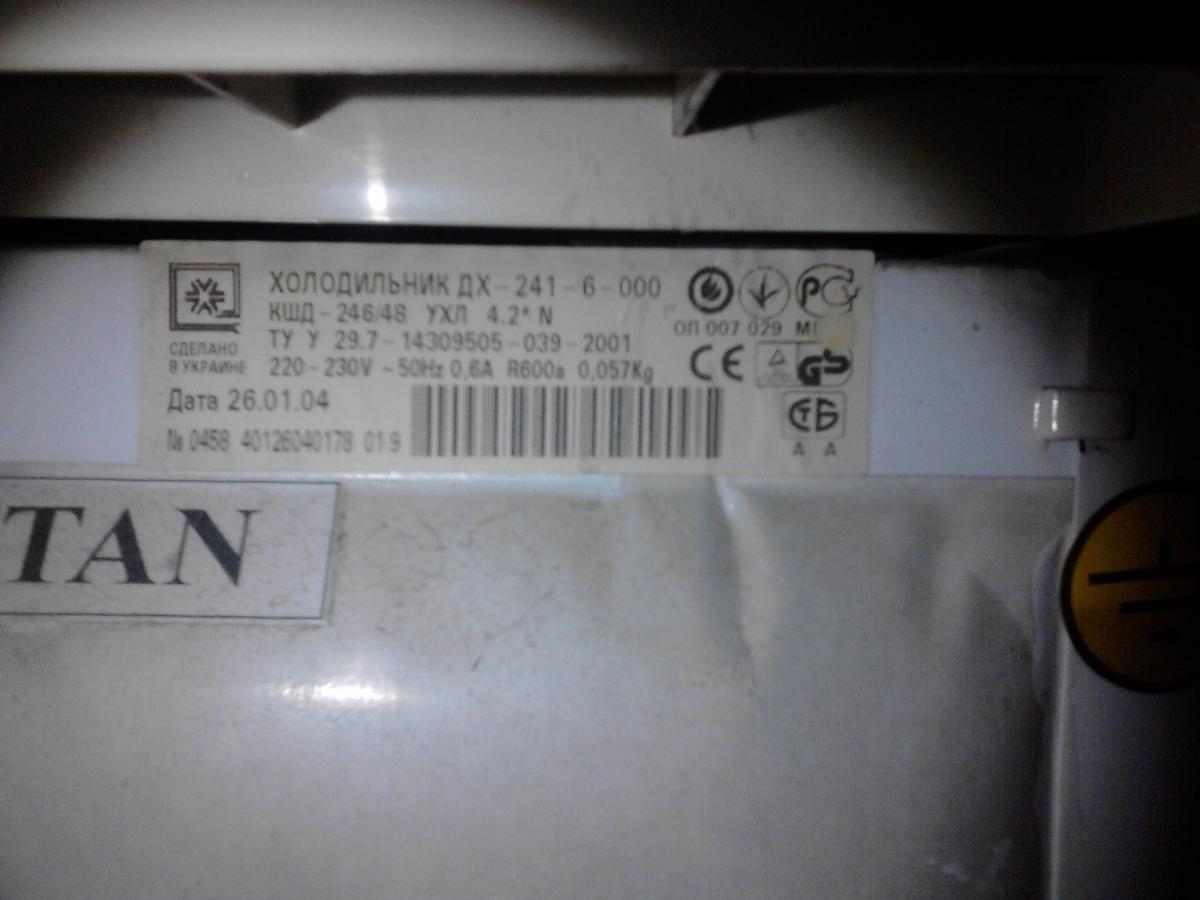 ХОЛОДИЛЬНИК ДХ-241-6-000
КШД-246/48 УХЛ 4.2* N
ОП 007 029
ТУ У 29.7-14309505-039-2001
СДЕЛАНО
В УКРАИНЕ
220-230V ~50Hz 0,6A R600a 0,057Kg
CE
GS
Дата 26.01.04
№ 0458 40126040178 01 9
СТБ
А А
TAN